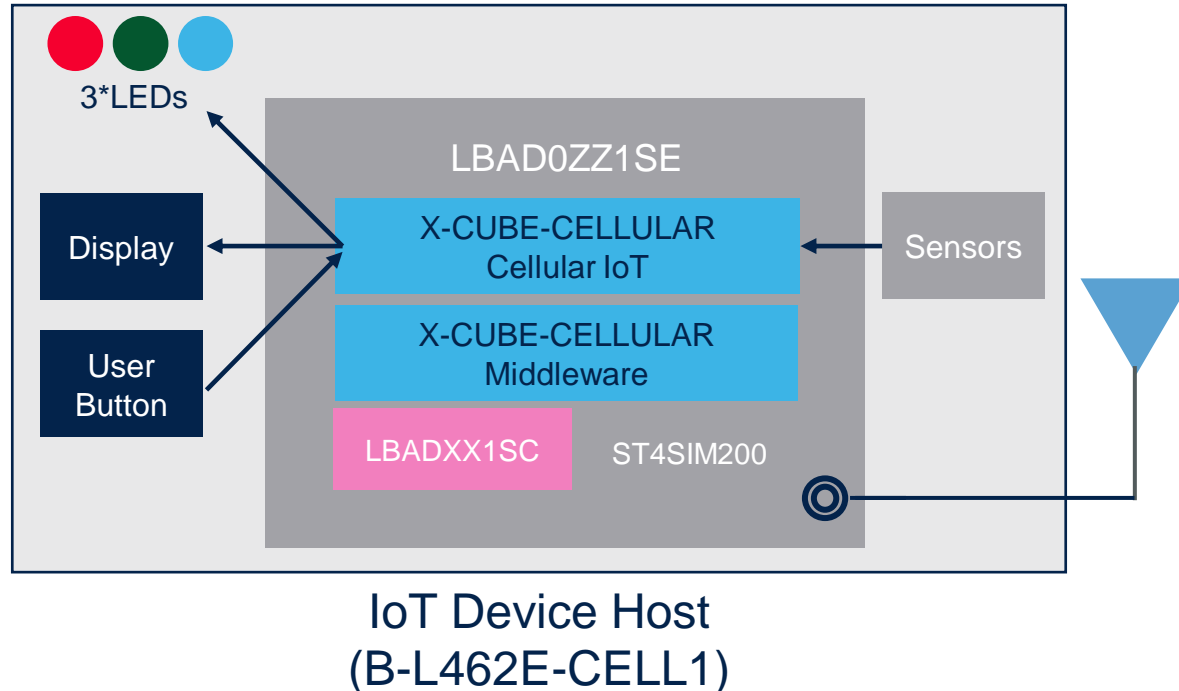 3*LEDs
LBAD0ZZ1SE
X-CUBE-CELLULAR
Cellular IoT
Display
Sensors
X-CUBE-CELLULAR
Middleware
User
Button
LBADXX1SC
ST4SIM200
IoT Device Host
(B-L462E-CELL1)